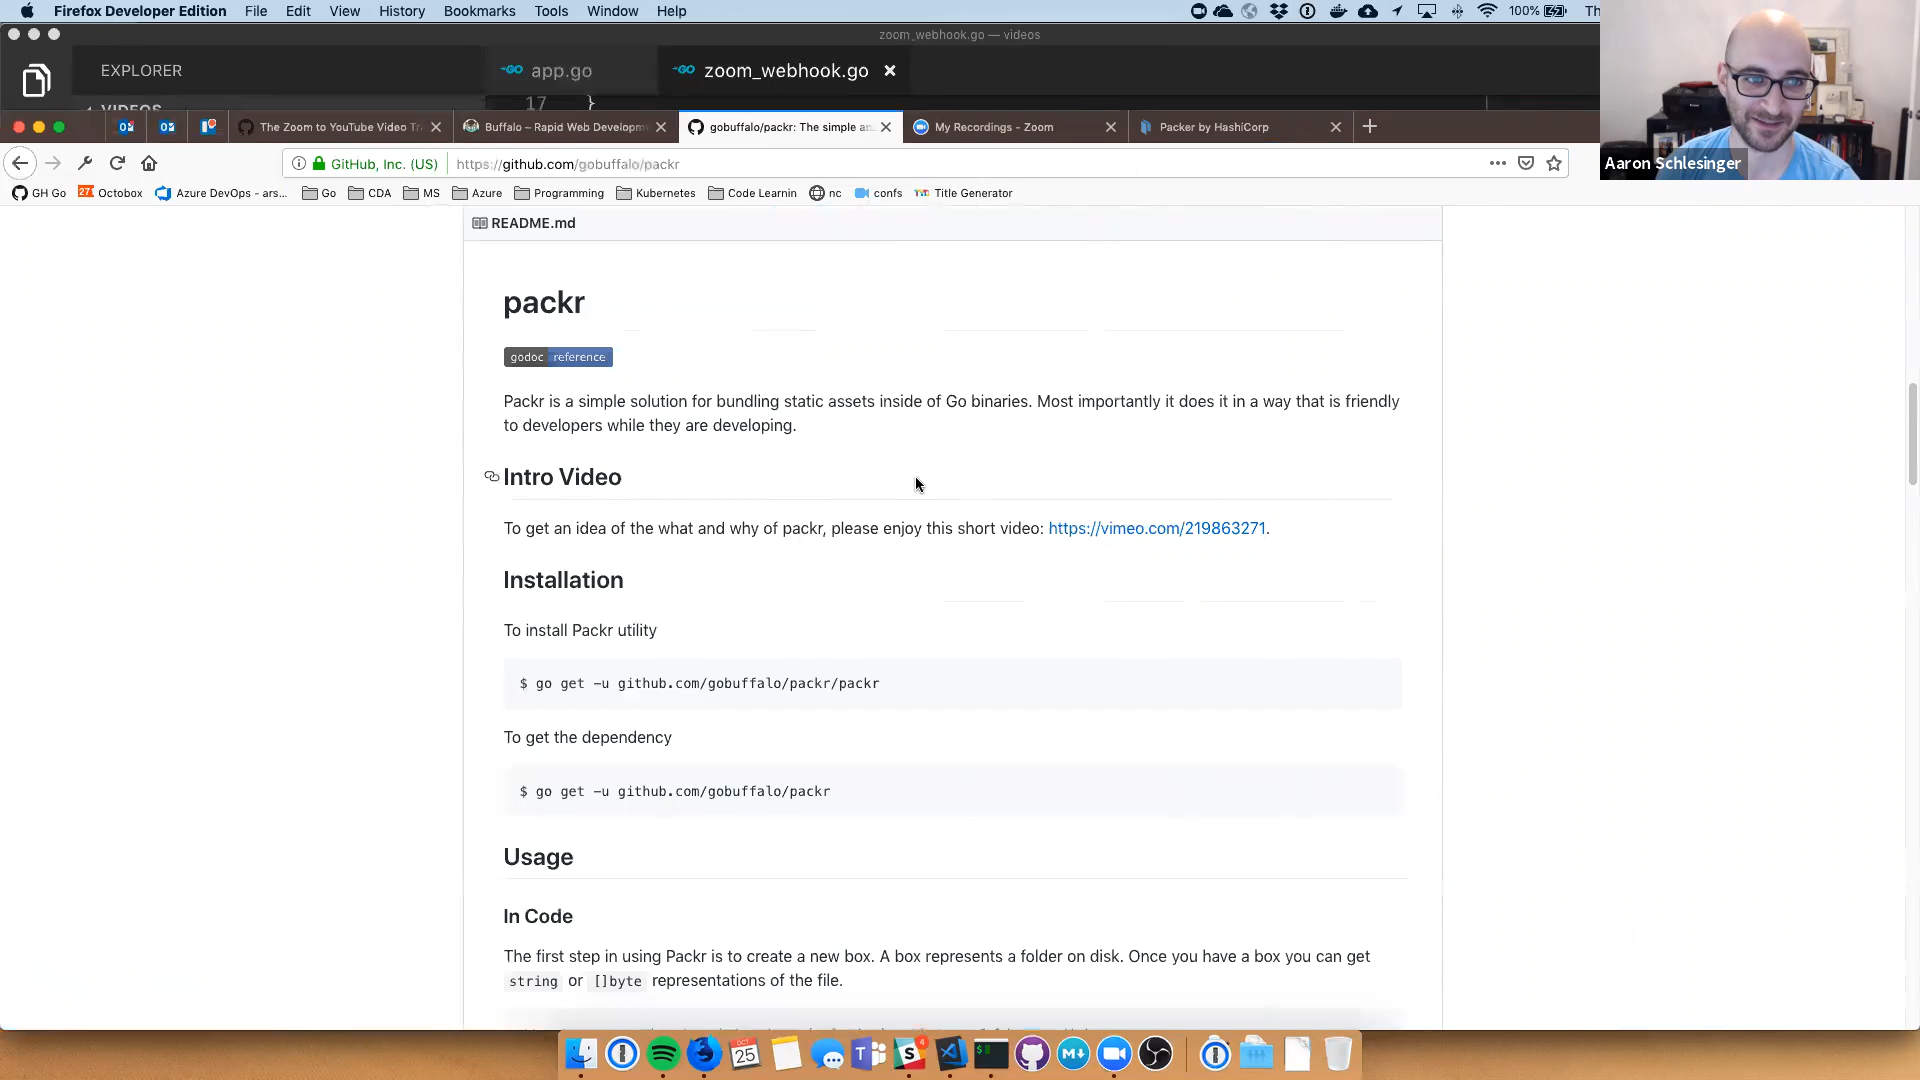 Firefox Developer Edition File Edit View History Bookmarks Tools Window Help 100% Th
zoom_webhook.go — videos
EXPLORER app.go zoom_webhook.go
VIDEOS 17 }
The Zoom to YouTube Video Tr Buffalo – Rapid Web Developm gobuffalo/packr: The simple an My Recordings - Zoom Packer by HashiCorp
GitHub, Inc. (US) https://github.com/gobuffalo/packr
Aaron Schlesinger
GH Go 271 Octobox Azure DevOps - ars... Go CDA MS Azure Programming Kubernetes Code Learnin nc confs Title Generator
README.md
packr
godoc reference
Packr is a simple solution for bundling static assets inside of Go binaries. Most importantly it does it in a way that is friendly
to developers while they are developing.
Intro Video
To get an idea of the what and why of packr, please enjoy this short video: https://vimeo.com/219863271.
Installation
To install Packr utility
$ go get -u github.com/gobuffalo/packr/packr
To get the dependency
$ go get -u github.com/gobuffalo/packr
Usage
In Code
The first step in using Packr is to create a new box. A box represents a folder on disk. Once you have a box you can get
string or []byte representations of the file.
OCT
25
4